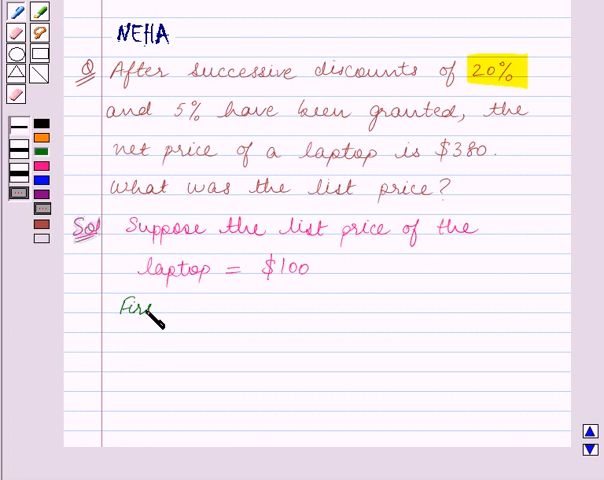 NEHA
Q After successive discounts of 20%
and 5% have been granted, the
net price of a laptop is $380.
What was the list price?
Sol Suppose the list price of the
laptop = $100
Firs